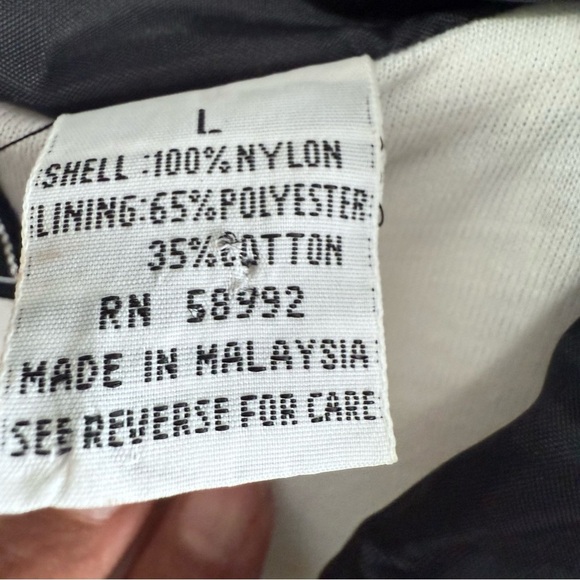 L
SHELL :100%NYLON
LINING:65%POLYESTER
35%COTTON
RN 58992
MADE IN MALAYSIA
SEE REVERSE FOR CARE